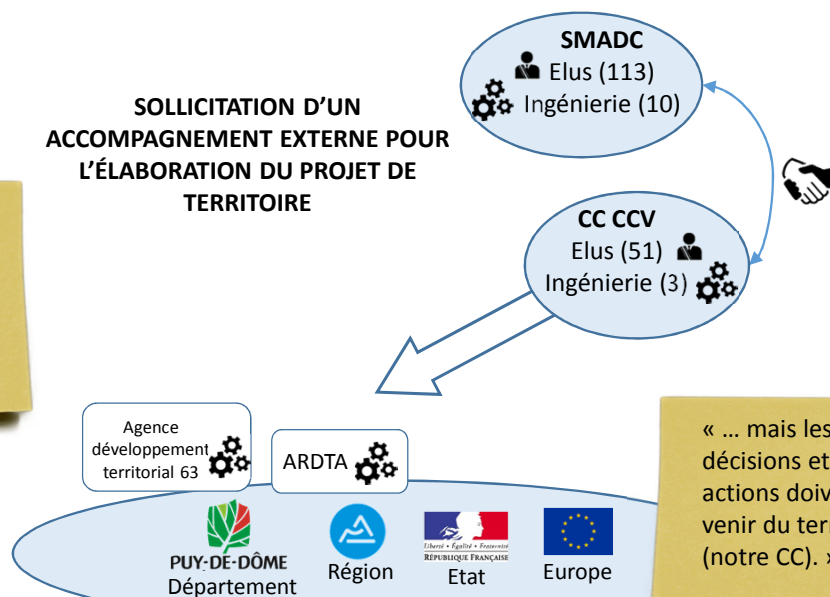 SMADC
Elus (113)
Ingénierie (10)
SOLLICITATION D'UN
ACCOMPAGNEMENT EXTERNE POUR
L'ÉLABORATION DU PROJET DE
TERRITOIRE
CC CCV
Elus (51)
Ingénierie (3)
Agence
développement
territorial 63
ARDTA
« … mais les
décisions et
actions doiv
venir du terr
(notre CC). »
PUY-DE-DÔME
Département
Région
Liberté • Égalité • Fraternité
RÉPUBLIQUE FRANÇAISE
Etat
Europe